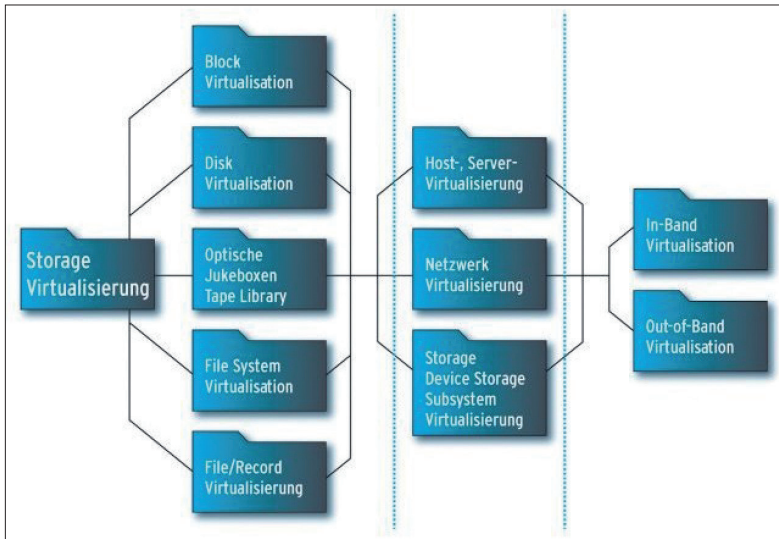 Storage
Virtualisierung
Block
Virtualisation
Disk
Virtualisation
Optische
Jukeboxen
Tape Library
File System
Virtualisation
File/Record
Virtualisierung
Host-, Server-
Virtualisierung
Netzwerk
Virtualisierung
Storage
Device Storage
Subsystem
Virtualisierung
In-Band
Virtualisation
Out-of-Band
Virtualisation